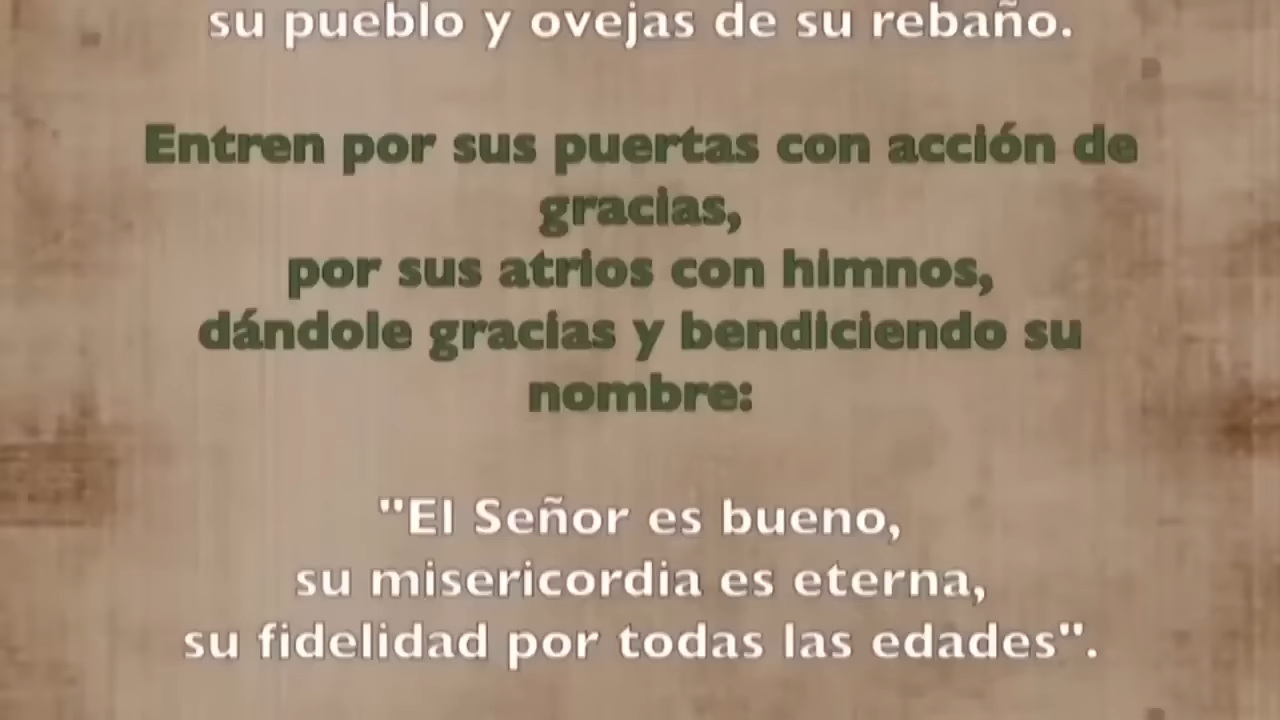 su pueblo y ovejas de su rebaño.
Entren por sus puertas con acción de
gracias,
por sus atrios con himnos,
dándole gracias y bendiciendo su
nombre:
"El Señor es bueno,
su misericordia es eterna,
su fidelidad por todas las edades".